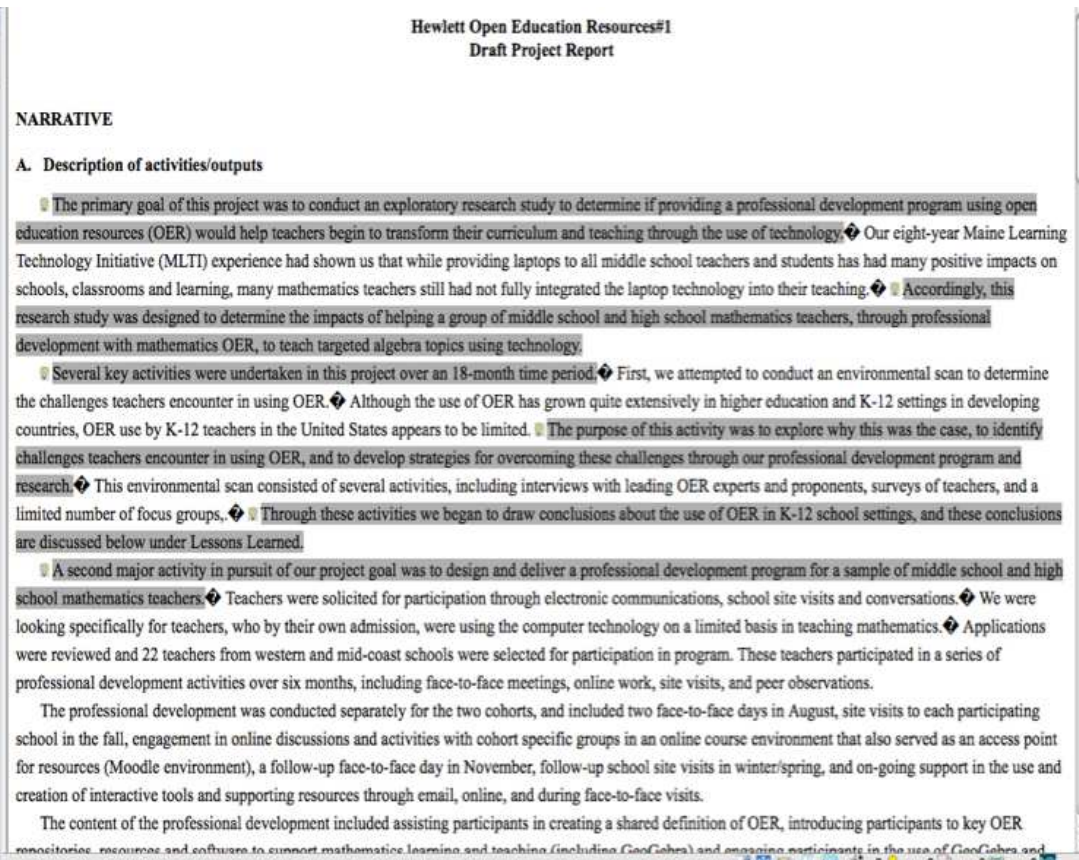 Hewlett Open Education Resources#1
Draft Project Report
NARRATIVE
A. Description of activities/outputs
The primary goal of this project was to conduct an exploratory research study to determine if providing a professional development program using open
education resources (OER) would help teachers begin to transform their curriculum and teaching through the use of technology.� Our eight-year Maine Learning
Technology Initiative (MLTI) experience had shown us that while providing laptops to all middle school teachers and students has had many positive impacts on
schools, classrooms and learning, many mathematics teachers still had not fully integrated the laptop technology into their teaching.� Accordingly, this
research study was designed to determine the impacts of helping a group of middle school and high school mathematics teachers, through professional
development with mathematics OER, to teach targeted algebra topics using technology.
Several key activities were undertaken in this project over an 18-month time period.� First, we attempted to conduct an environmental scan to determine
the challenges teachers encounter in using OER.� Although the use of OER has grown quite extensively in higher education and K-12 settings in developing
countries, OER use by K-12 teachers in the United States appears to be limited. The purpose of this activity was to explore why this was the case, to identify
challenges teachers encounter in using OER, and to develop strategies for overcoming these challenges through our professional development program and
research.� This environmental scan consisted of several activities, including interviews with leading OER experts and proponents, surveys of teachers, and a
limited number of focus groups,.� Through these activities we began to draw conclusions about the use of OER in K-12 school settings, and these conclusions
are discussed below under Lessons Learned.
A second major activity in pursuit of our project goal was to design and deliver a professional development program for a sample of middle school and high
school mathematics teachers.� Teachers were solicited for participation through electronic communications, school site visits and conversations.� We were
looking specifically for teachers, who by their own admission, were using the computer technology on a limited basis in teaching mathematics.� Applications
were reviewed and 22 teachers from western and mid-coast schools were selected for participation in program. These teachers participated in a series of
professional development activities over six months, including face-to-face meetings, online work, site visits, and peer observations.
The professional development was conducted separately for the two cohorts, and included two face-to-face days in August, site visits to each participating
school in the fall, engagement in online discussions and activities with cohort specific groups in an online course environment that also served as an access point
for resources (Moodle environment), a follow-up face-to-face day in November, follow-up school site visits in winter/spring, and on-going support in the use and
creation of interactive tools and supporting resources through email, online, and during face-to-face visits.
The content of the professional development included assisting participants in creating a shared definition of OER, introducing participants to key OER
repositories, resources and software to support mathematics learning and teaching (including GeoGebra) and engaging participants in the use of GeoGebra and